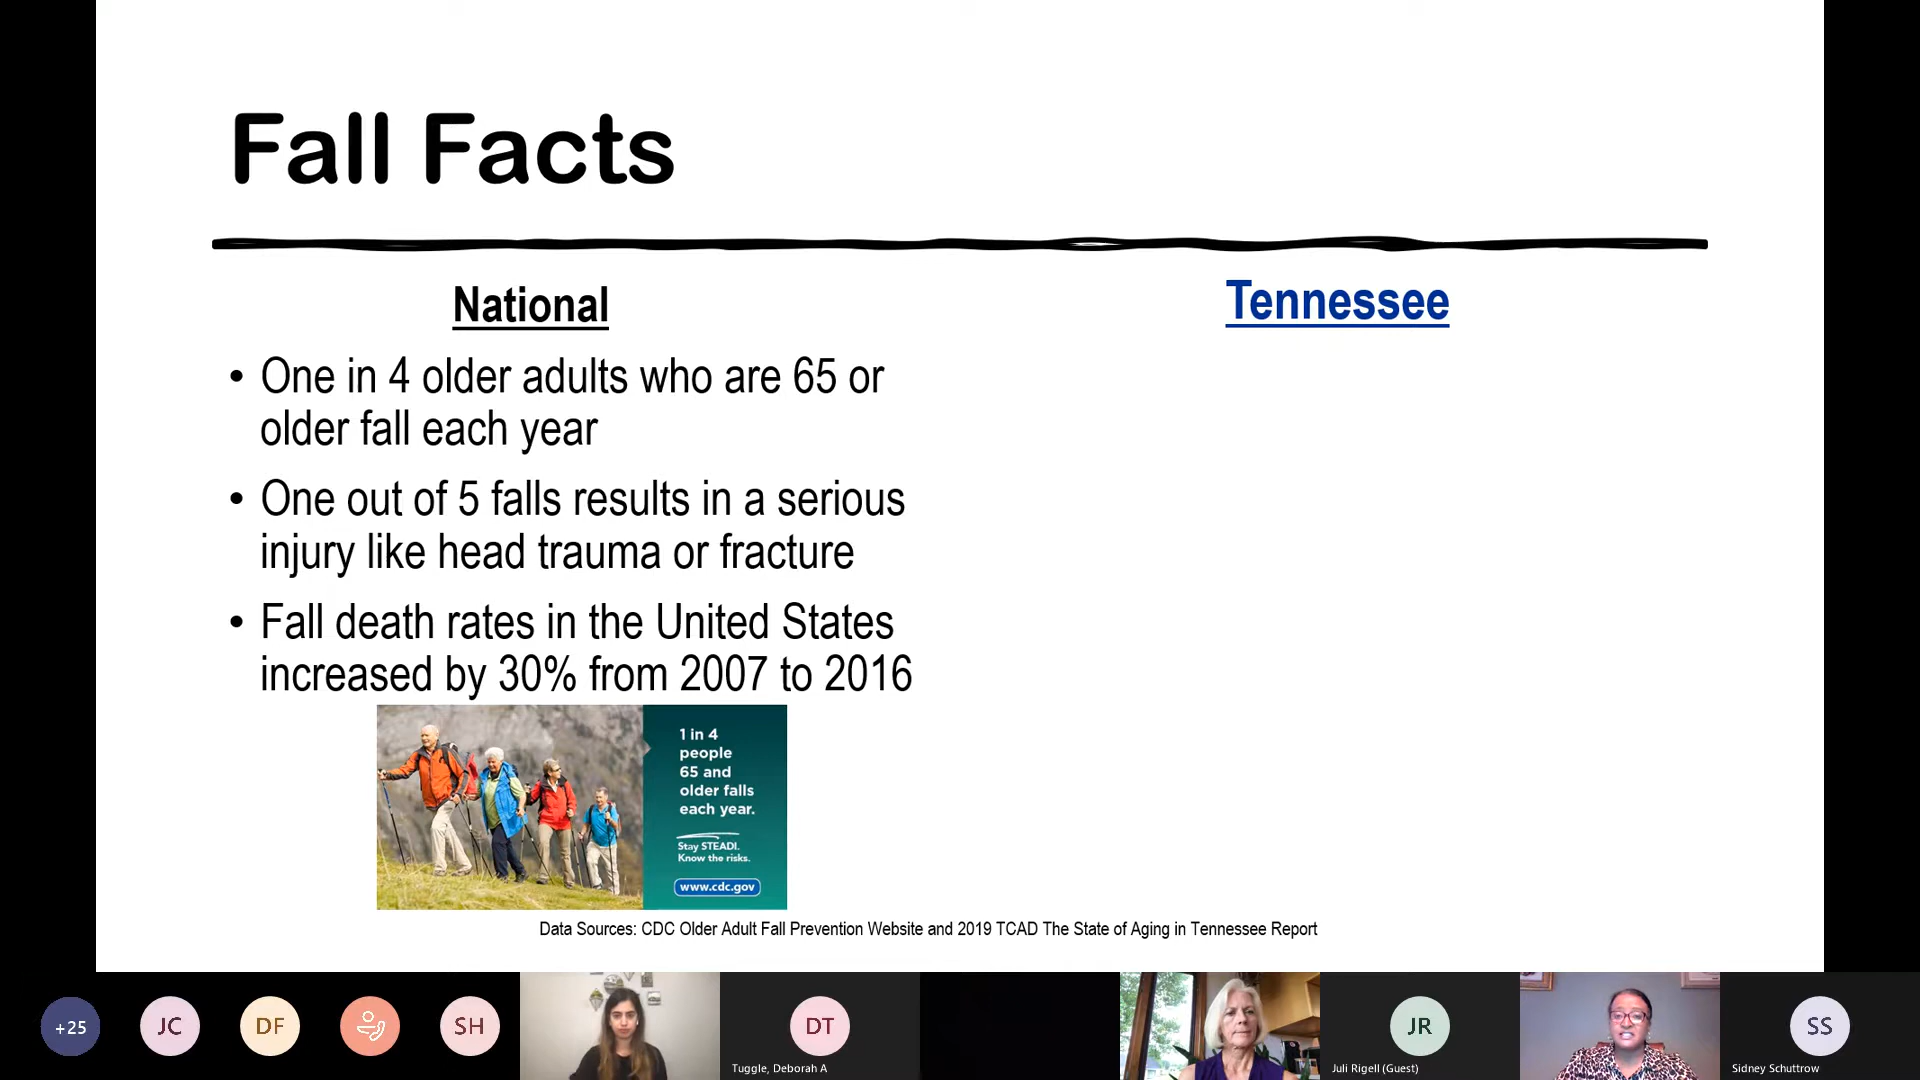 Fall Facts
National
• One in 4 older adults who are 65 or
older fall each year
• One out of 5 falls results in a serious
injury like head trauma or fracture
• Fall death rates in the United States
increased by 30% from 2007 to 2016
Tennessee
1 in 4
people
65 and
older falls
each year.
Stay STEADI.
Know the risks.
www.cdc.gov
Data Sources: CDC Older Adult Fall Prevention Website and 2019 TCAD The State of Aging in Tennessee Report
+25
JC
DF
SH
DT
Tuggle, Deborah A
JR
Juli Rigell (Guest)
SS
Sidney Schuttrow